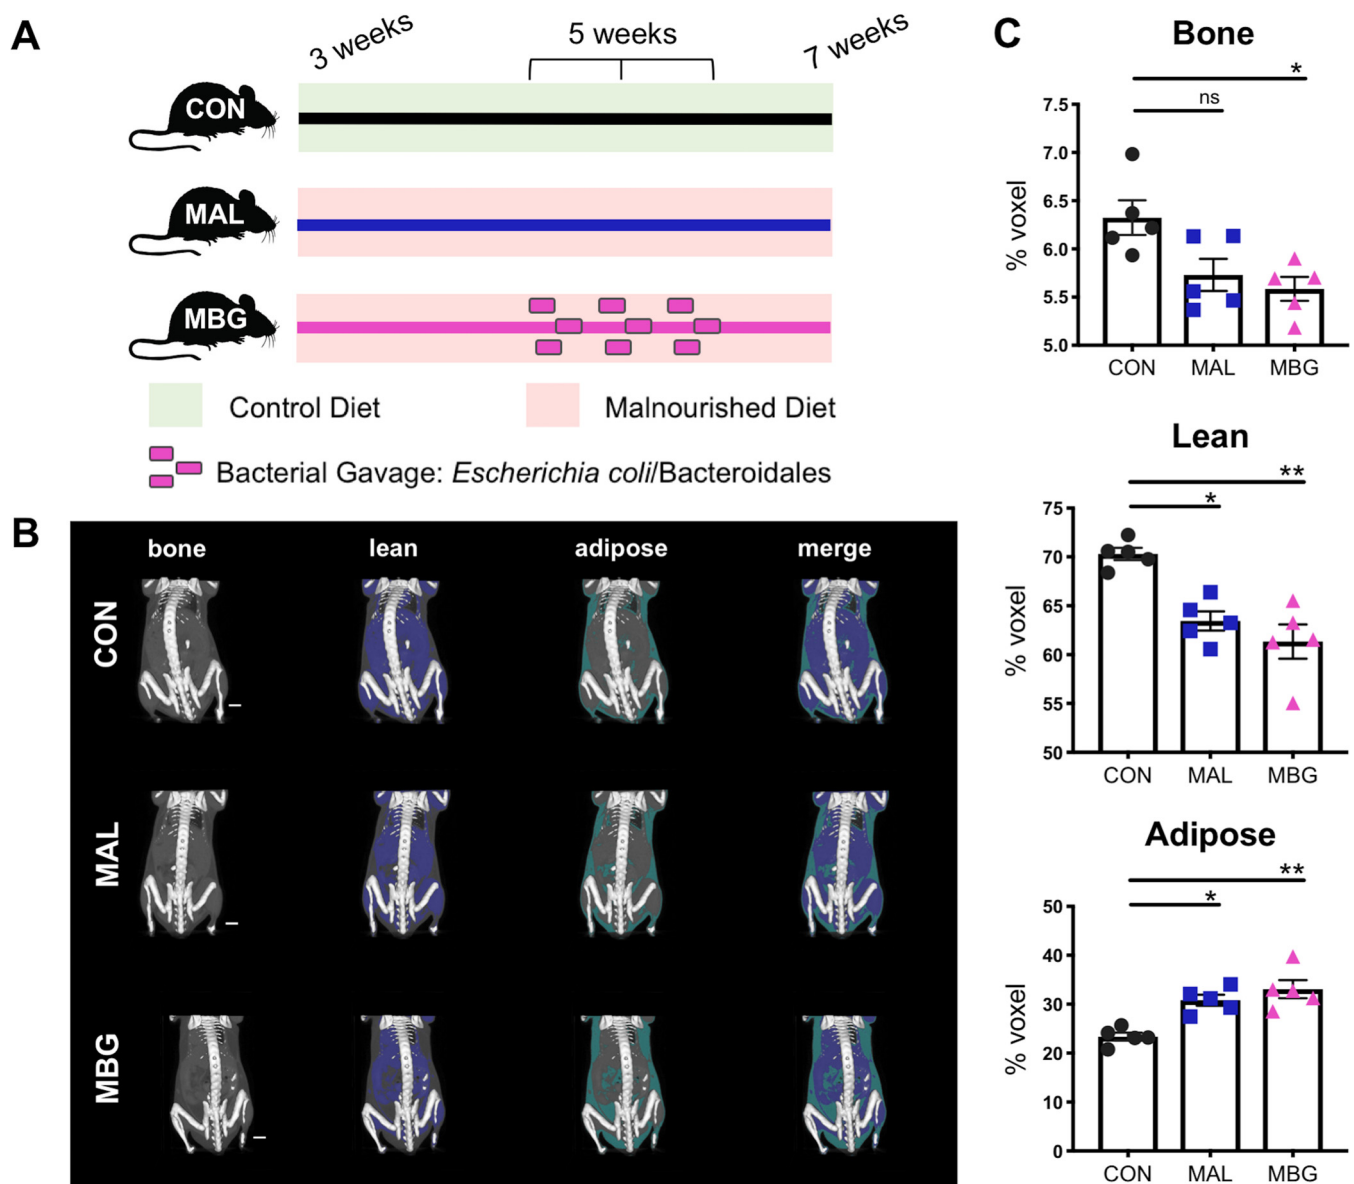 A
3 weeks
5 weeks
7 weeks
CON
MAL
MBG
Control Diet
Malnourished Diet
Bacterial Gavage: Escherichia coli/Bacteroidales
B
bone lean adipose merge
CON
MAL
MBG
C
Bone
*
ns
7.5
7.0
6.5
6.0
5.5
5.0
% voxel
CON MAL MBG
Lean
**
*
75
70
65
60
55
50
% voxel
CON MAL MBG
Adipose
**
*
50
40
30
20
10
0
% voxel
CON MAL MBG